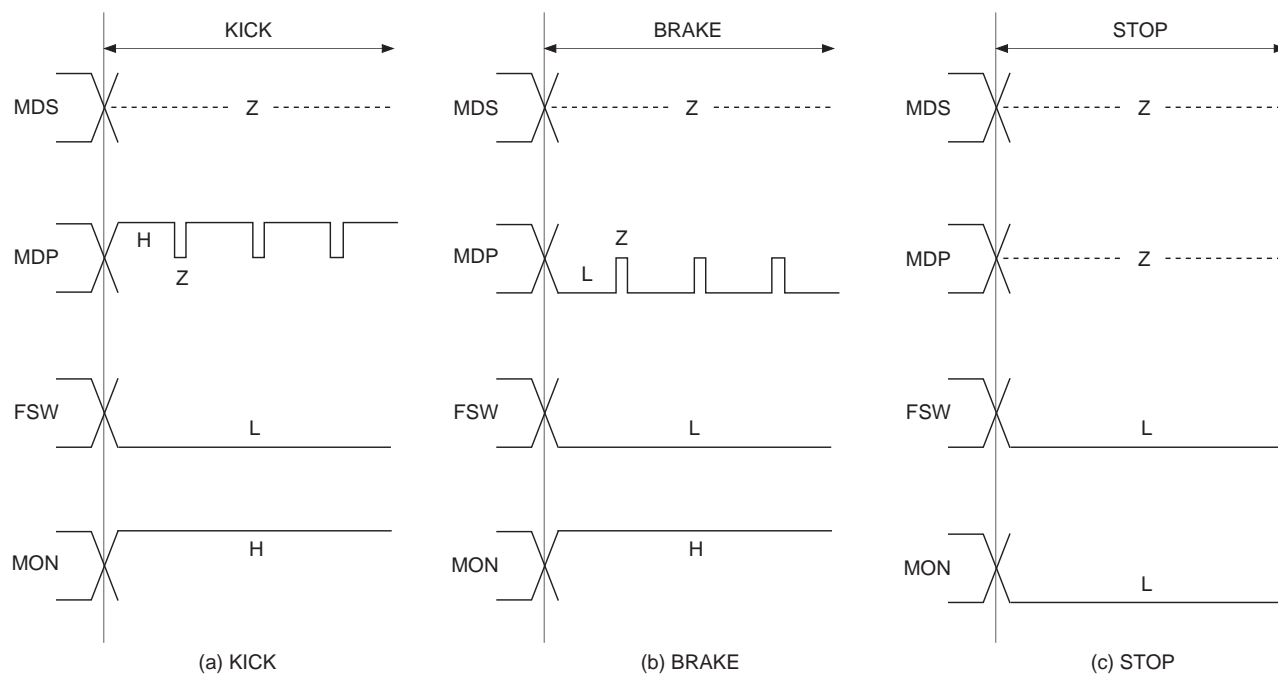 KICK
MDS
Z
MDP
H
Z
FSW
L
MON
H
(a) KICK
BRAKE
MDS
Z
MDP
Z
L
FSW
L
MON
H
(b) BRAKE
STOP
MDS
Z
MDP
Z
FSW
L
MON
L
(c) STOP